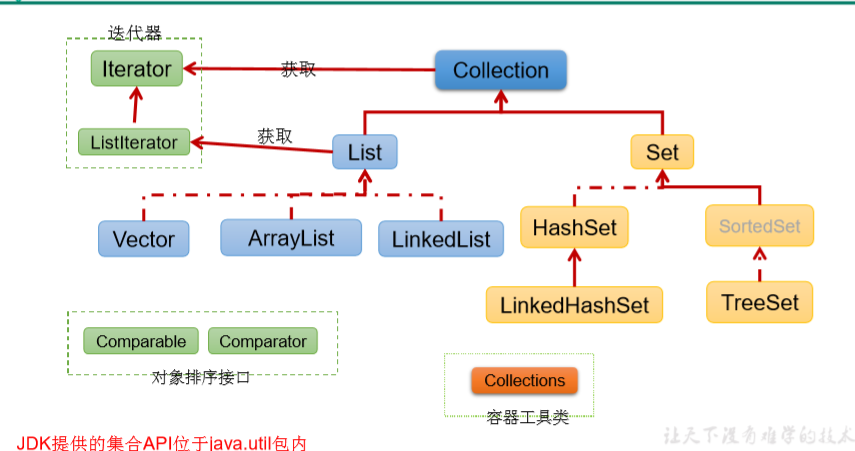 迭代器
Iterator
获取
Collection
ListIterator
获取
List
Set
Vector
ArrayList
LinkedList
HashSet
SortedSet
LinkedHashSet
TreeSet
Comparable
Comparator
对象排序接口
Collections
容器工具类
JDK提供的集合API位于java.util包内
让天下没有难学的技术